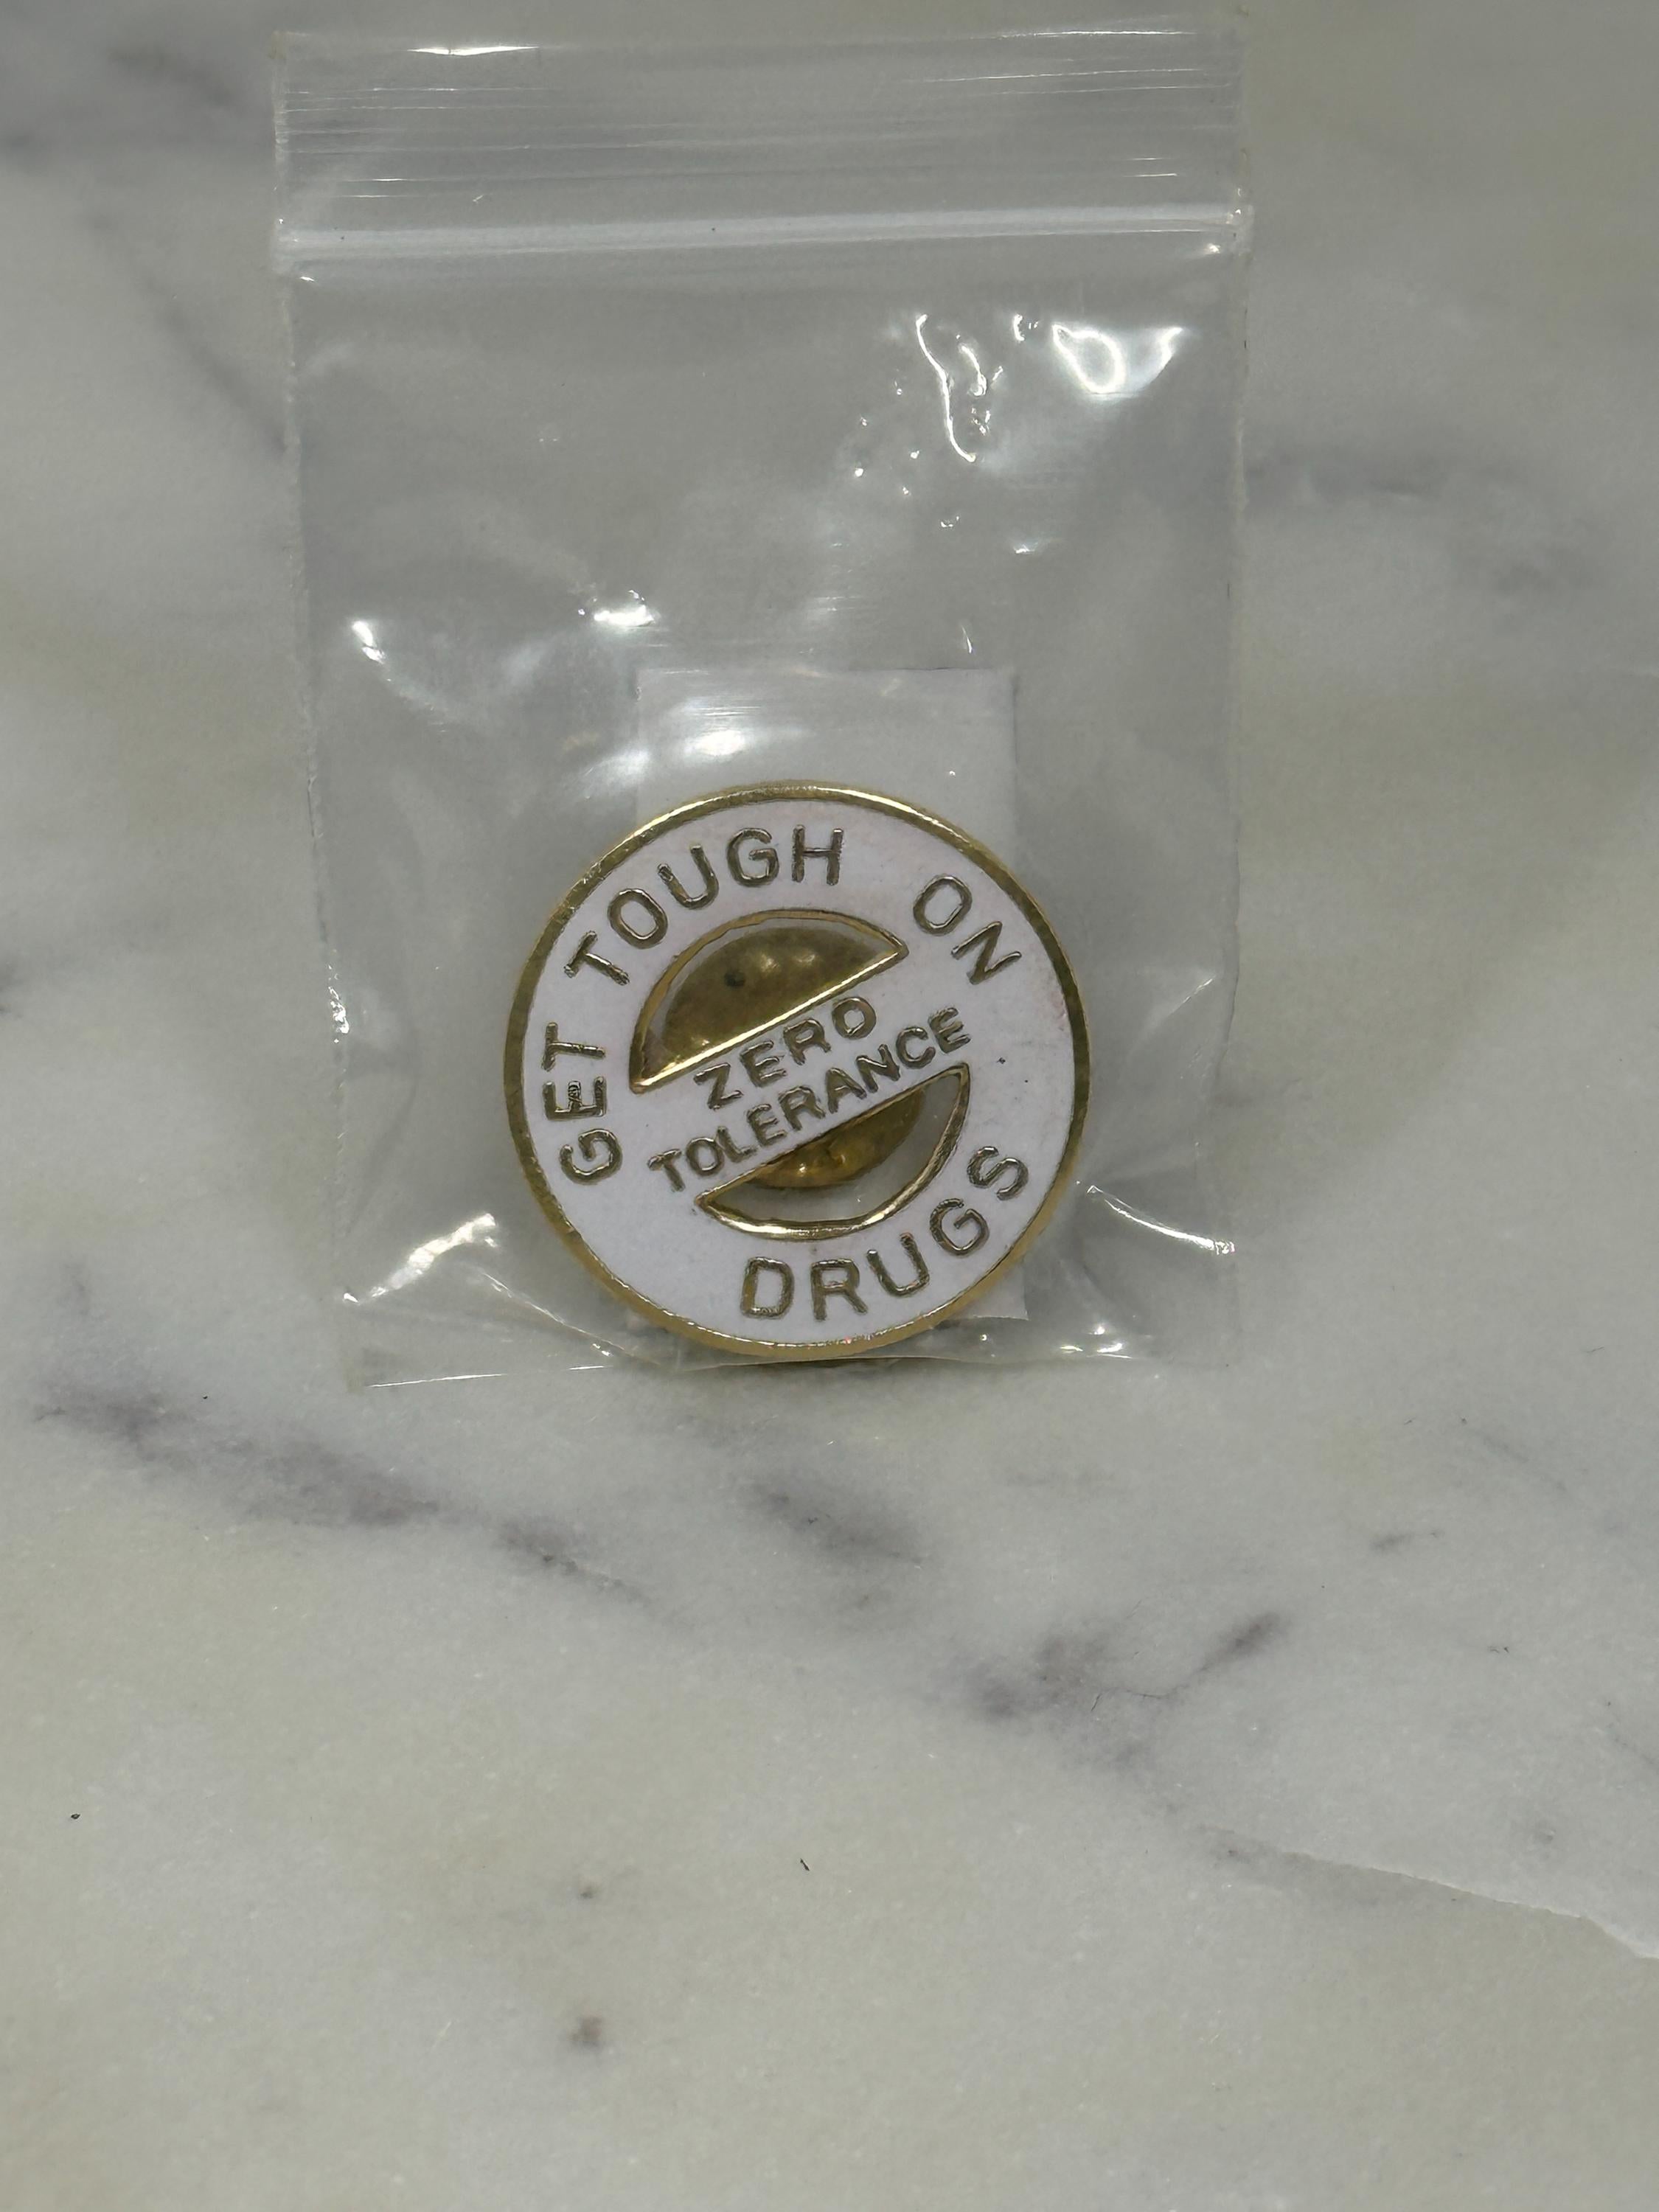 GET TOUGH ON
DRUGS
ZERO
TOLERANCE